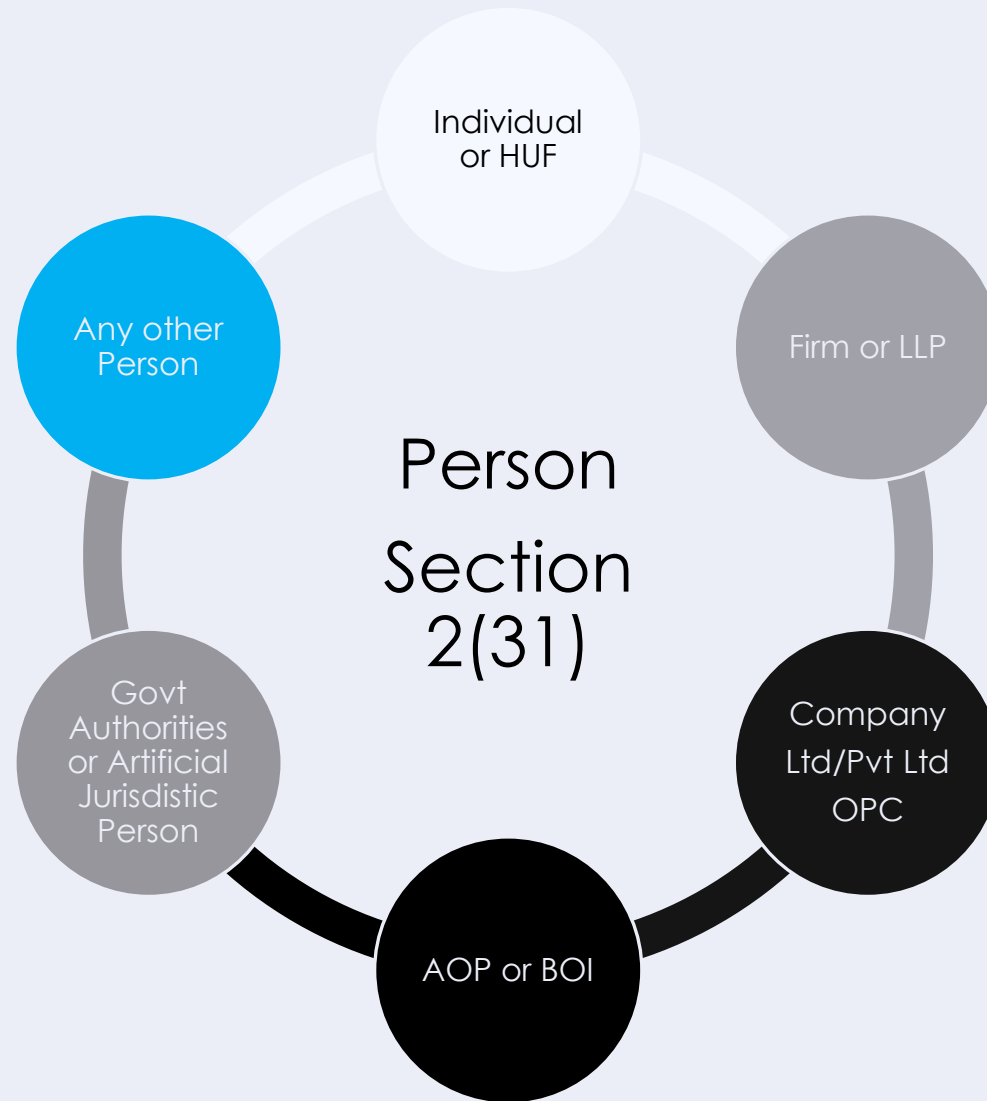 Individual
or HUF
Firm or LLP
Company
Ltd/Pvt Ltd
OPC
AOP or BOI
Govt
Authorities
or Artificial
Jurisdistic
Person
Any other
Person
Person
Section
2(31)